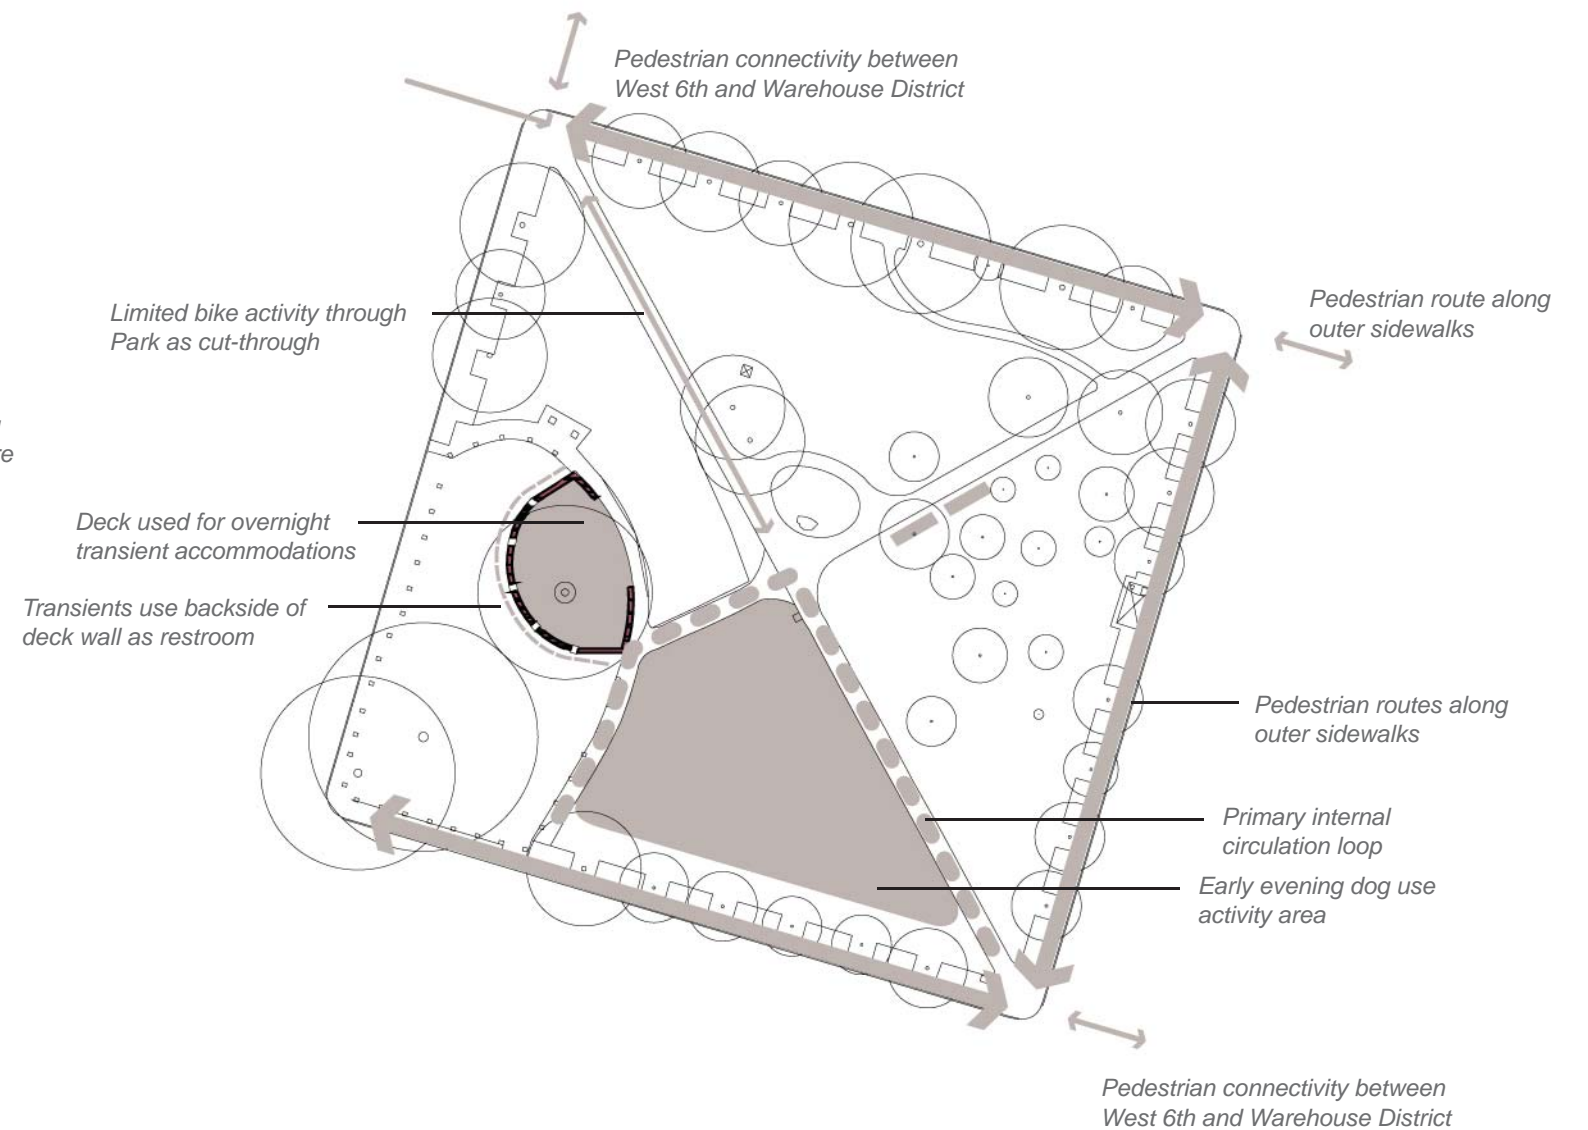 Pedestrian connectivity between
West 6th and Warehouse District
Limited bike activity through
Park as cut-through
Pedestrian route along
outer sidewalks
Deck used for overnight
transient accommodations
Transients use backside of
deck wall as restroom
Pedestrian routes along
outer sidewalks
Primary internal
circulation loop
Early evening dog use
activity area
Pedestrian connectivity between
West 6th and Warehouse District